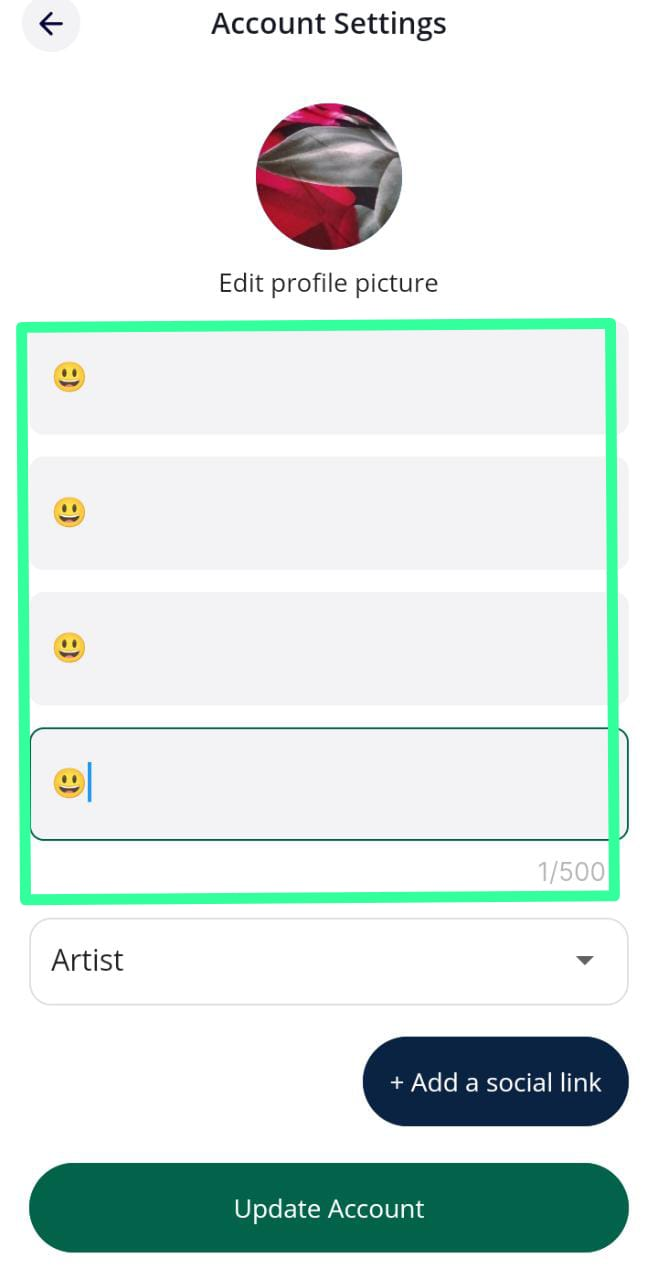 Account Settings
Edit profile picture
😃
😃
😃
😃
1/500
Artist
+ Add a social link
Update Account